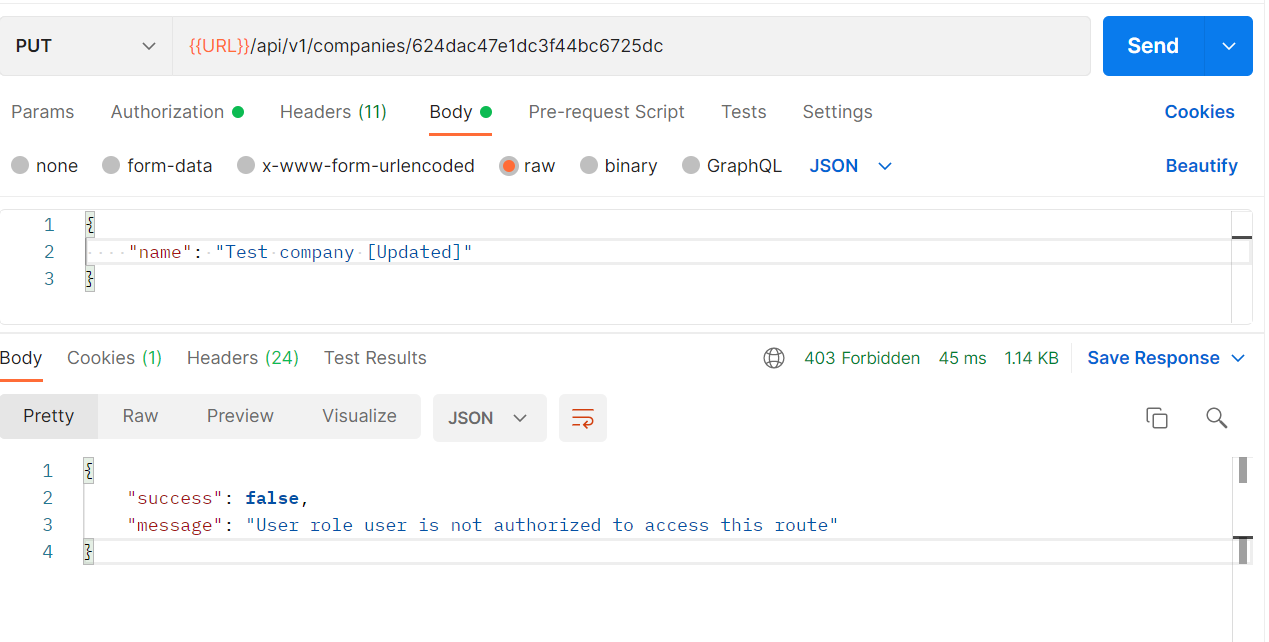 PUT {{URL}}/api/v1/companies/624dac47e1dc3f44bc6725dc Send
Params Authorization Headers (11) Body Pre-request Script Tests Settings Cookies
none form-data x-www-form-urlencoded raw binary GraphQL JSON Beautify
1 {
2 "name": "Test company [Updated]"
3 }
Body Cookies (1) Headers (24) Test Results 403 Forbidden 45 ms 1.14 KB Save Response
Pretty Raw Preview Visualize JSON
1 {
2 "success": false,
3 "message": "User role user is not authorized to access this route"
4 }